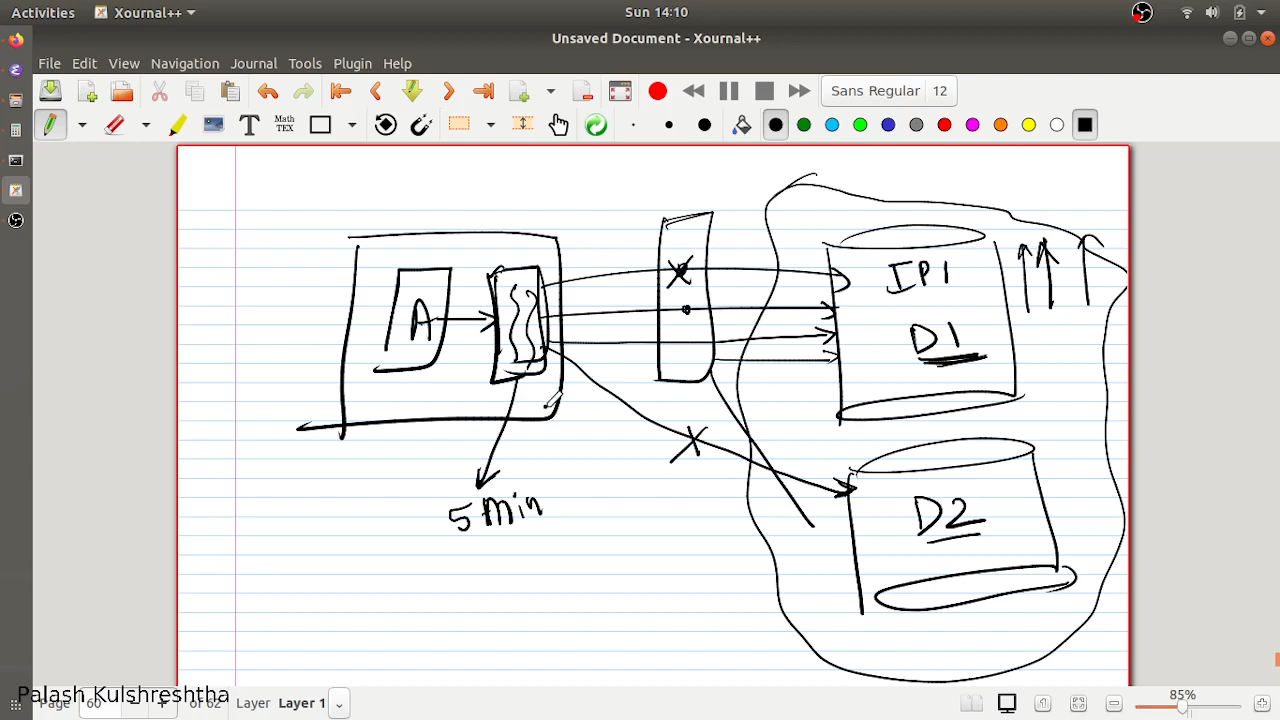 Activities Xournal++ Sun 14:10
Unsaved Document - Xournal++
File Edit View Navigation Journal Tools Plugin Help
Sans Regular 12
T Math TEX
A
IP1
D1
5 min
D2
Palash Kulshreshtha
Page 60 of 62 Layer Layer 1 85%